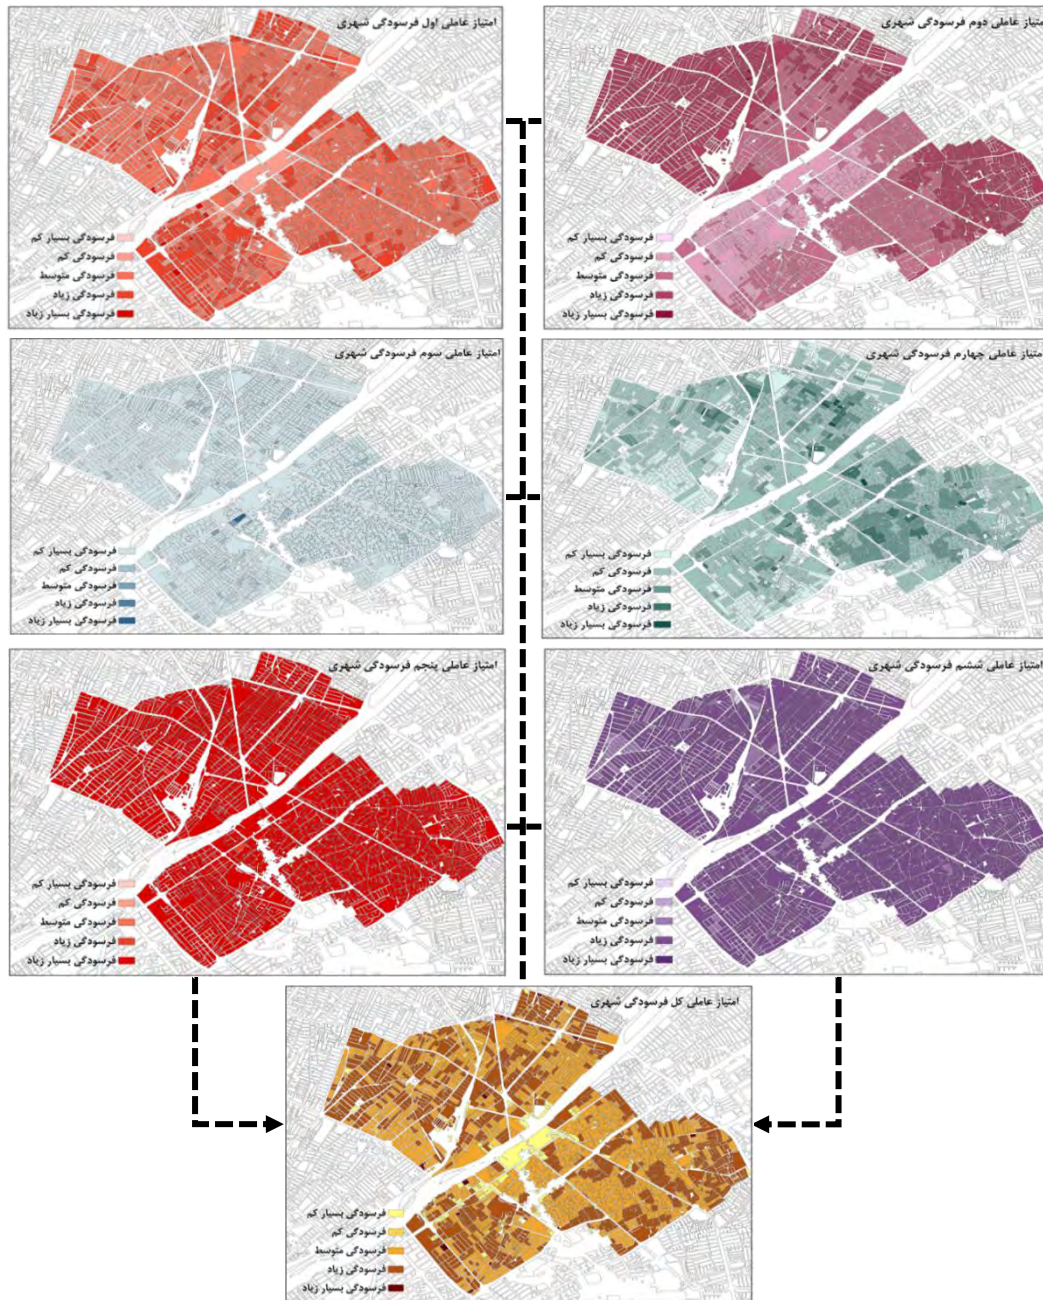 امتیاز عاملی اول فرسودگی شهری
فرسودگی بسیار کم
فرسودگی کم
فرسودگی متوسط
فرسودگی زیاد
فرسودگی بسیار زیاد
امتیاز عاملی دوم فرسودگی شهری
فرسودگی بسیار کم
فرسودگی کم
فرسودگی متوسط
فرسودگی زیاد
فرسودگی بسیار زیاد
امتیاز عاملی سوم فرسودگی شهری
فرسودگی بسیار کم
فرسودگی کم
فرسودگی متوسط
فرسودگی زیاد
فرسودگی بسیار زیاد
امتیاز عاملی چهارم فرسودگی شهری
فرسودگی بسیار کم
فرسودگی کم
فرسودگی متوسط
فرسودگی زیاد
فرسودگی بسیار زیاد
امتیاز عاملی پنجم فرسودگی شهری
فرسودگی بسیار کم
فرسودگی کم
فرسودگی متوسط
فرسودگی زیاد
فرسودگی بسیار زیاد
امتیاز عاملی ششم فرسودگی شهری
فرسودگی بسیار کم
فرسودگی کم
فرسودگی متوسط
فرسودگی زیاد
فرسودگی بسیار زیاد
امتیاز عاملی کل فرسودگی شهری
فرسودگی بسیار کم
فرسودگی کم
فرسودگی متوسط
فرسودگی زیاد
فرسودگی بسیار زیاد